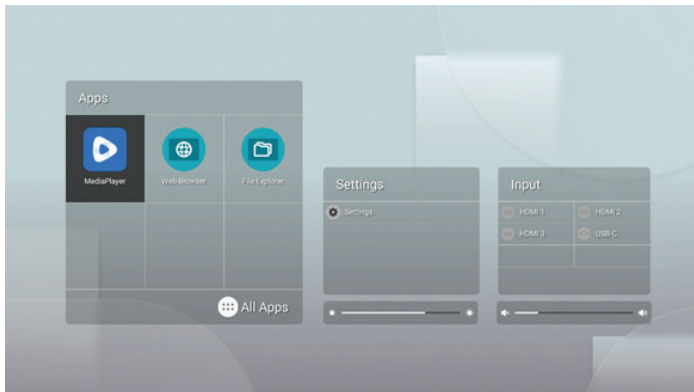 Apps
MediaPlayer
Web Browser
File Explorer
All Apps
Settings
Settings
Input
HDMI 1
HDMI 2
HDMI 3
USB-C